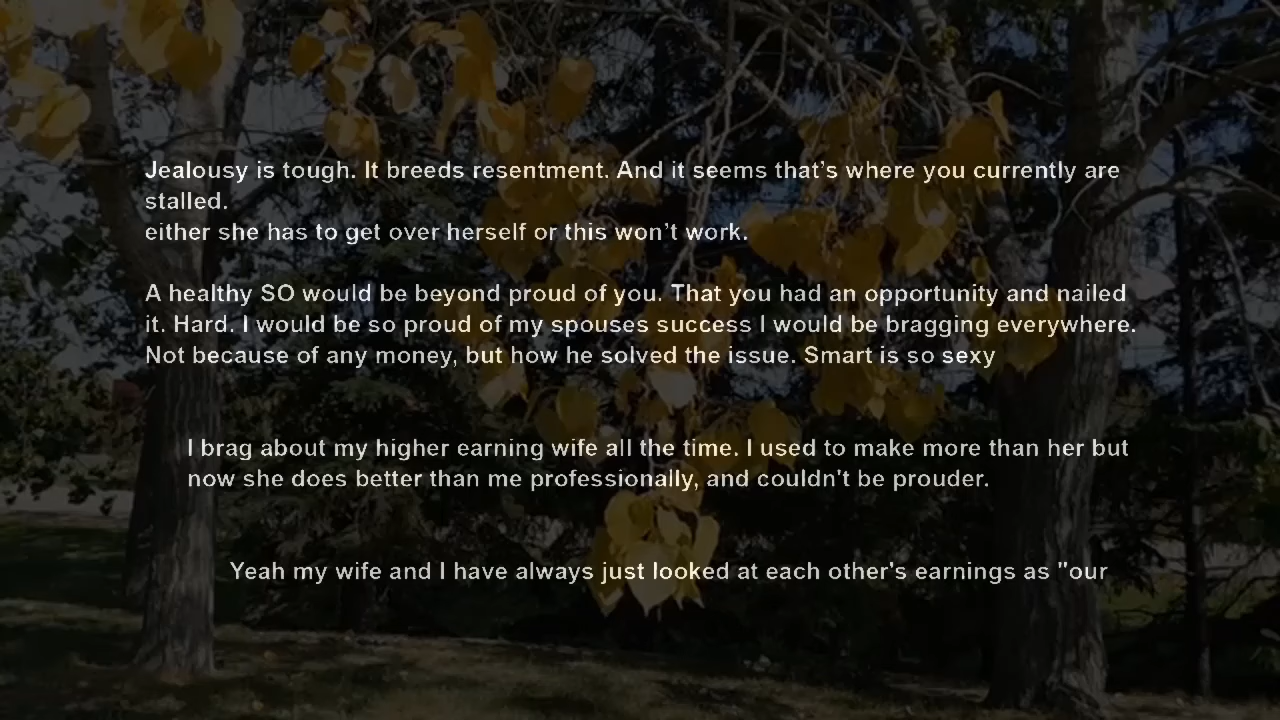 Jealousy is tough. It breeds resentment. And it seems that’s where you currently are
stalled.
either she has to get over herself or this won’t work.
A healthy SO would be beyond proud of you. That you had an opportunity and nailed
it. Hard. I would be so proud of my spouses success I would be bragging everywhere.
Not because of any money, but how he solved the issue. Smart is so sexy
I brag about my higher earning wife all the time. I used to make more than her but
now she does better than me professionally, and couldn't be prouder.
Yeah my wife and I have always just looked at each other's earnings as "our